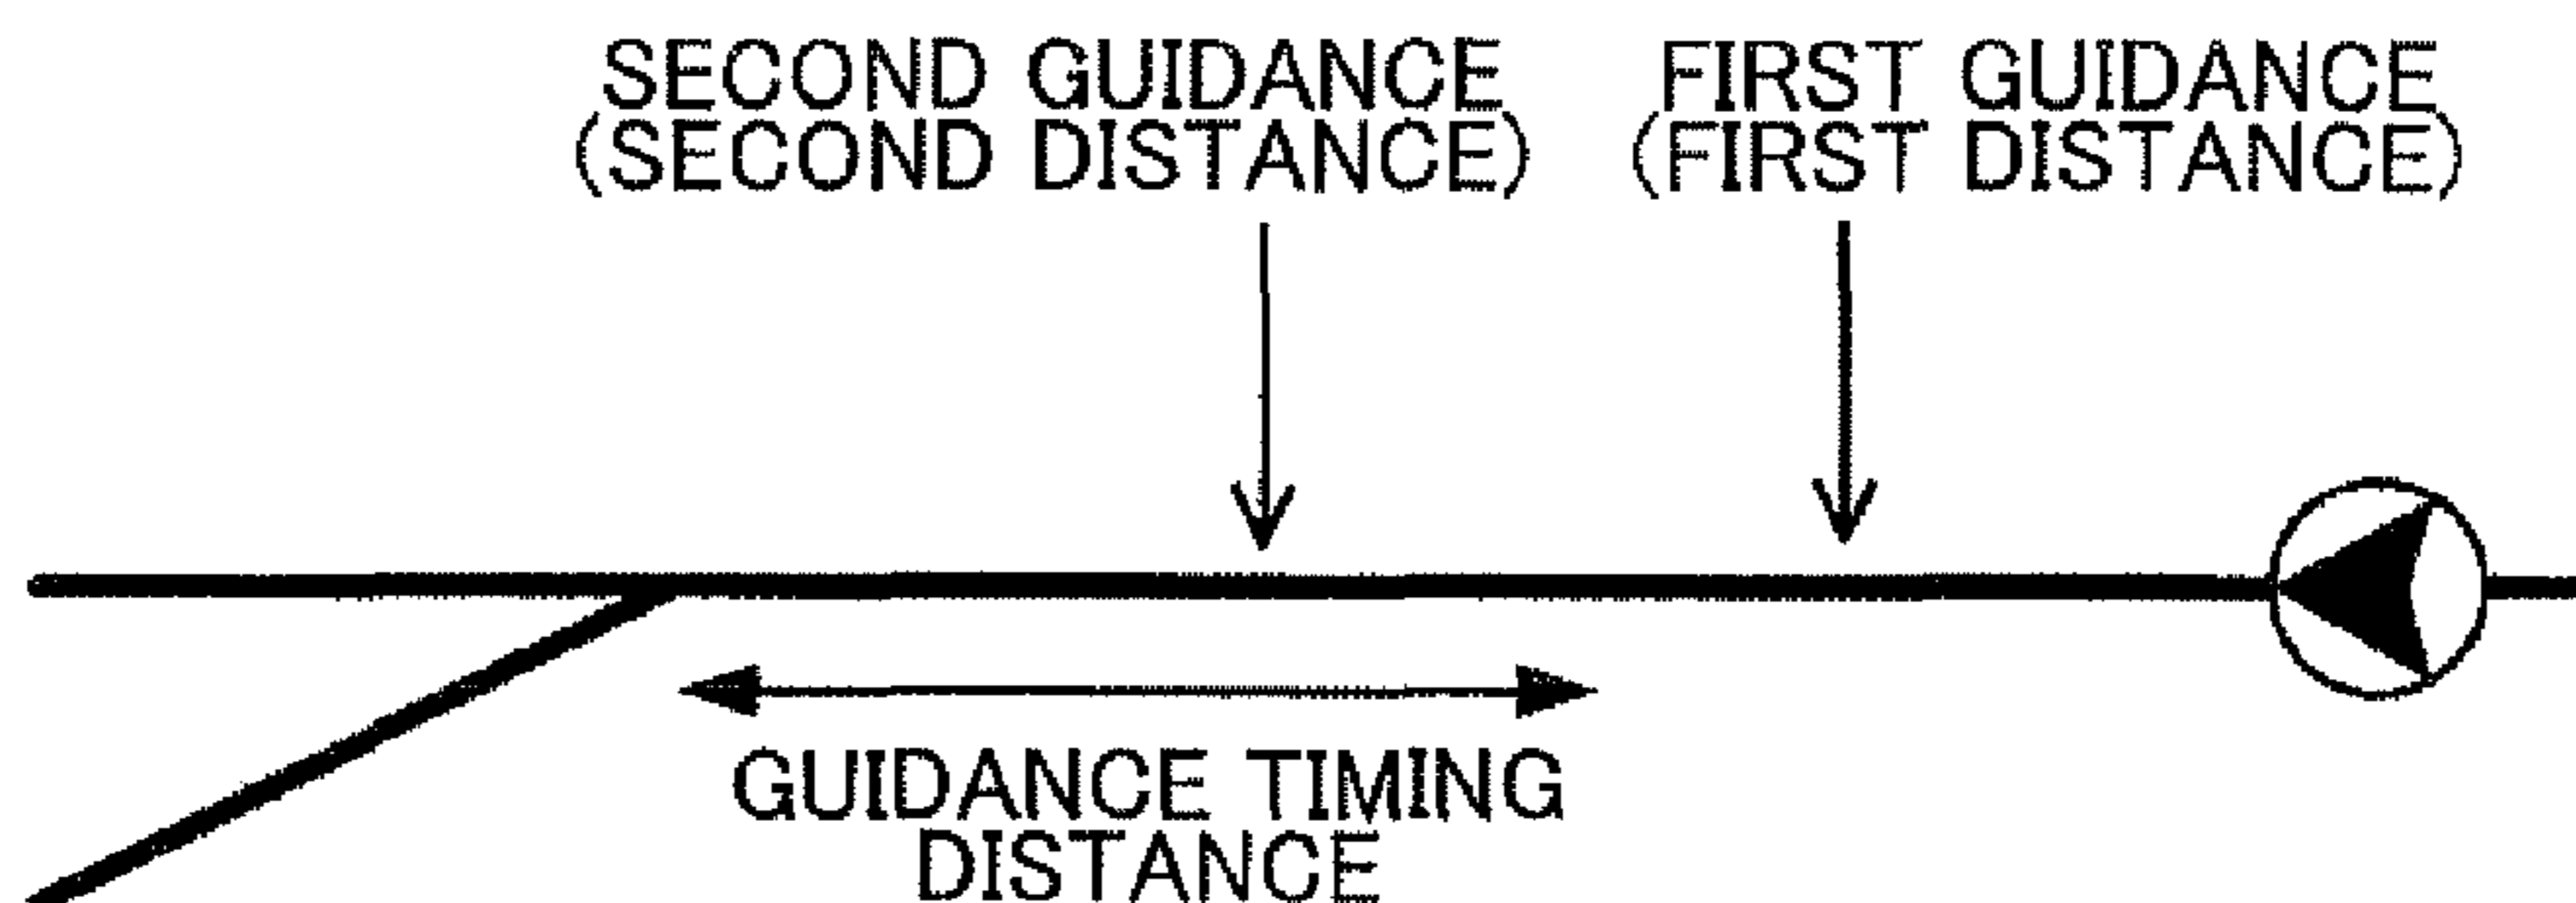 SECOND GUIDANCE
(SECOND DISTANCE)
FIRST GUIDANCE
(FIRST DISTANCE)
GUIDANCE TIMING
DISTANCE